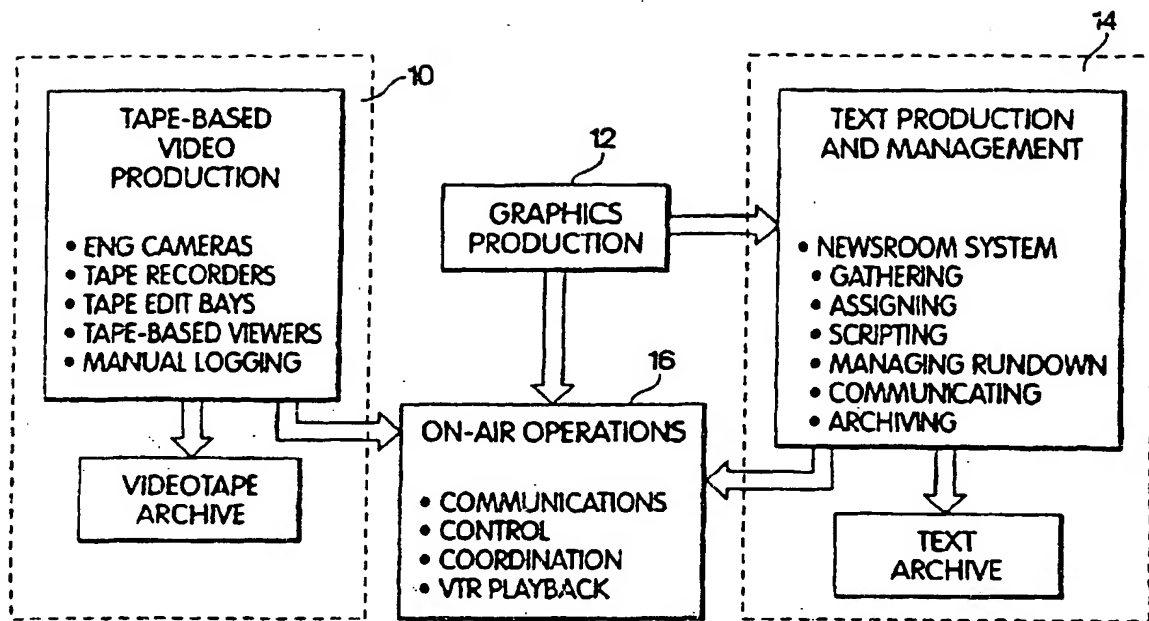 10
TAPE-BASED
VIDEO
PRODUCTION
• ENG CAMERAS
• TAPE RECORDERS
• TAPE EDIT BAYS
• TAPE-BASED VIEWERS
• MANUAL LOGGING
VIDEOTAPE
ARCHIVE
12
GRAPHICS
PRODUCTION
16
ON-AIR OPERATIONS
• COMMUNICATIONS
• CONTROL
• COORDINATION
• VTR PLAYBACK
14
TEXT PRODUCTION
AND MANAGEMENT
• NEWSROOM SYSTEM
• GATHERING
• ASSIGNING
• SCRIPTING
• MANAGING RUNDOWN
• COMMUNICATING
• ARCHIVING
TEXT
ARCHIVE